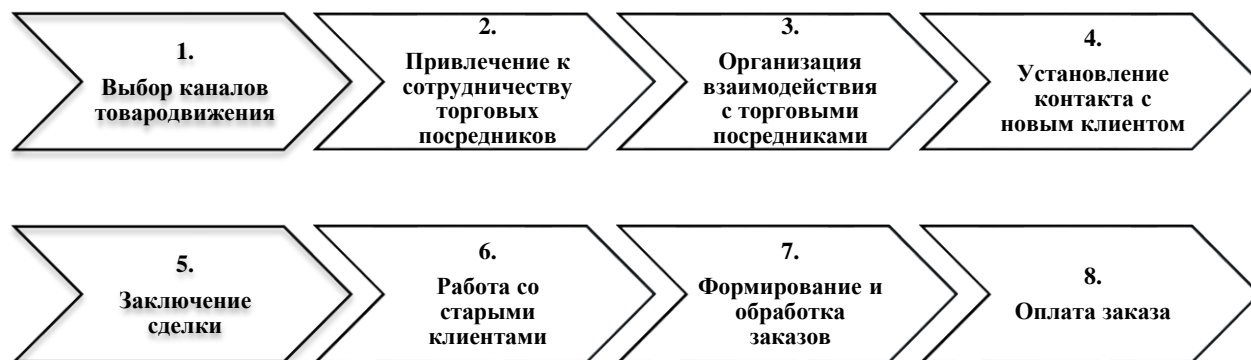 1.
Выбор каналов
товародвижения
2.
Привлечение к
сотрудничеству
торговых
посредников
3.
Организация
взаимодействия
с торговыми
посредниками
4.
Установление
контакта с
новым клиентом
5.
Заключение
сделки
6.
Работа со
старыми
клиентами
7.
Формирование и
обработка
заказов
8.
Оплата заказа